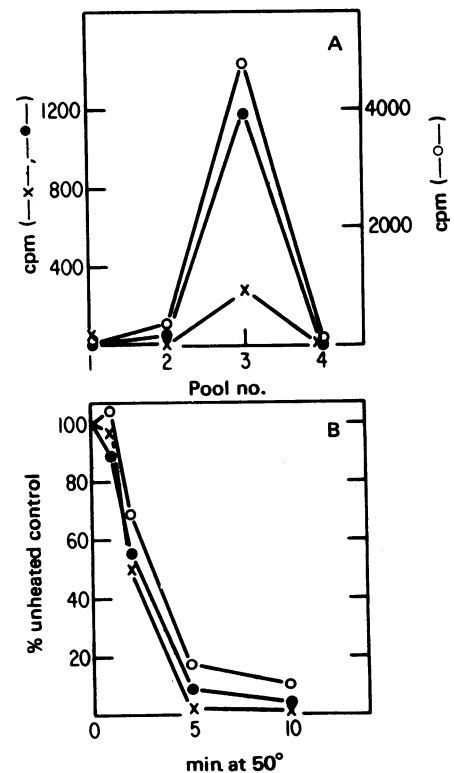 A
cpm (—x—, —●—)
1200
800
400
4000
2000
cpm (—o—)
1 2 3 4
Pool no.
B
% unheated control
100
80
60
40
20
0 5 10
min. at 50°